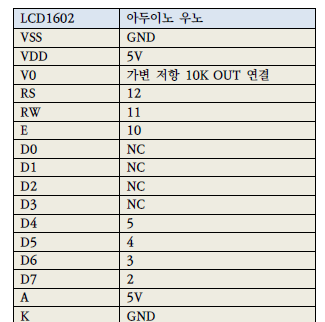 LCD1602 아두이노 우노
VSS GND
VDD 5V
V0 가변 저항 10K OUT 연결
RS 12
RW 11
E 10
D0 NC
D1 NC
D2 NC
D3 NC
D4 5
D5 4
D6 3
D7 2
A 5V
K GND